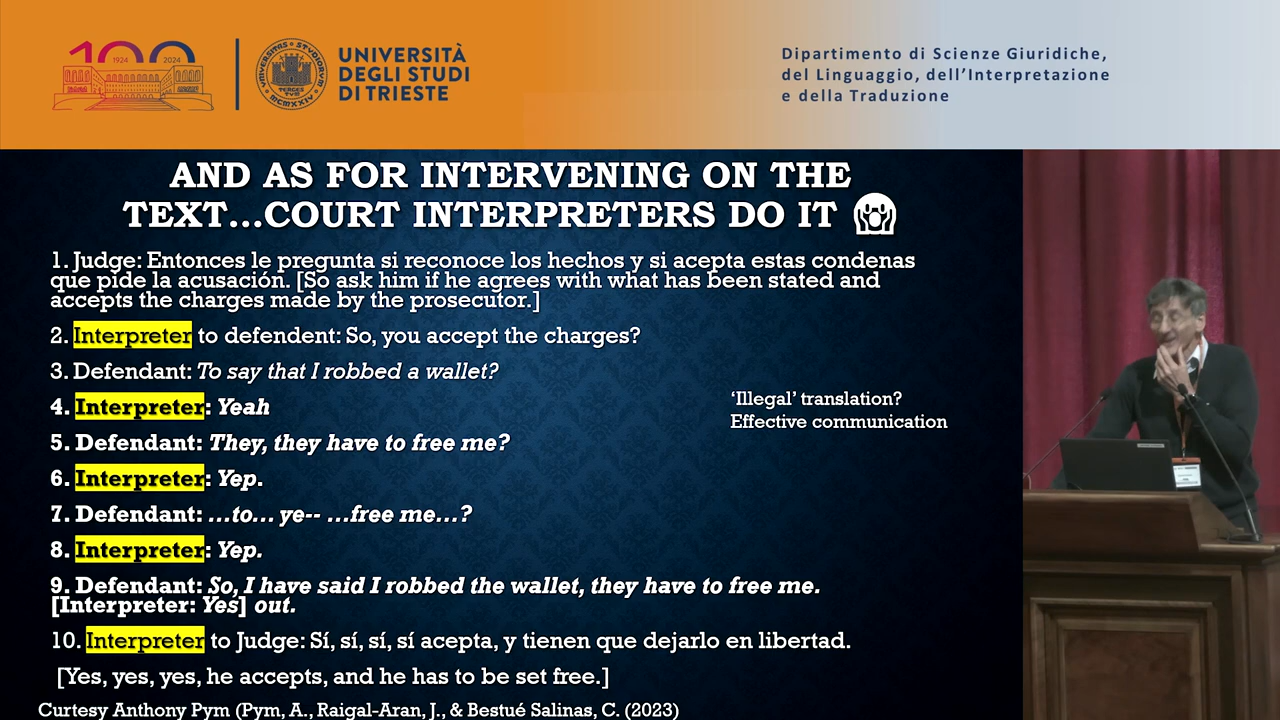 1924 2024
UNIVERSITÀ
DEGLI STUDI
DI TRIESTE
Dipartimento di Scienze Giuridiche,
del Linguaggio, dell'Interpretazione
e della Traduzione
AND AS FOR INTERVENING ON THE
TEXT...COURT INTERPRETERS DO IT
1. Judge: Entonces le pregunta si reconoce los hechos y si acepta estas condenas
que pide la acusación. [So ask him if he agrees with what has been stated and
accepts the charges made by the prosecutor.]
2. Interpreter to defendent: So, you accept the charges?
3. Defendant: To say that I robbed a wallet?
4. Interpreter: Yeah
5. Defendant: They, they have to free me?
6. Interpreter: Yep.
7. Defendant: ...to... ye-- ...free me...?
8. Interpreter: Yep.
9. Defendant: So, I have said I robbed the wallet, they have to free me.
[Interpreter: Yes] out.
10. Interpreter to Judge: Sí, sí, sí, sí acepta, y tienen que dejarlo en libertad.
[Yes, yes, yes, he accepts, and he has to be set free.]
Curtesy Anthony Pym (Pym, A., Raigal-Aran, J., & Bestué Salinas, C. (2023)
'Illegal' translation?
Effective communication